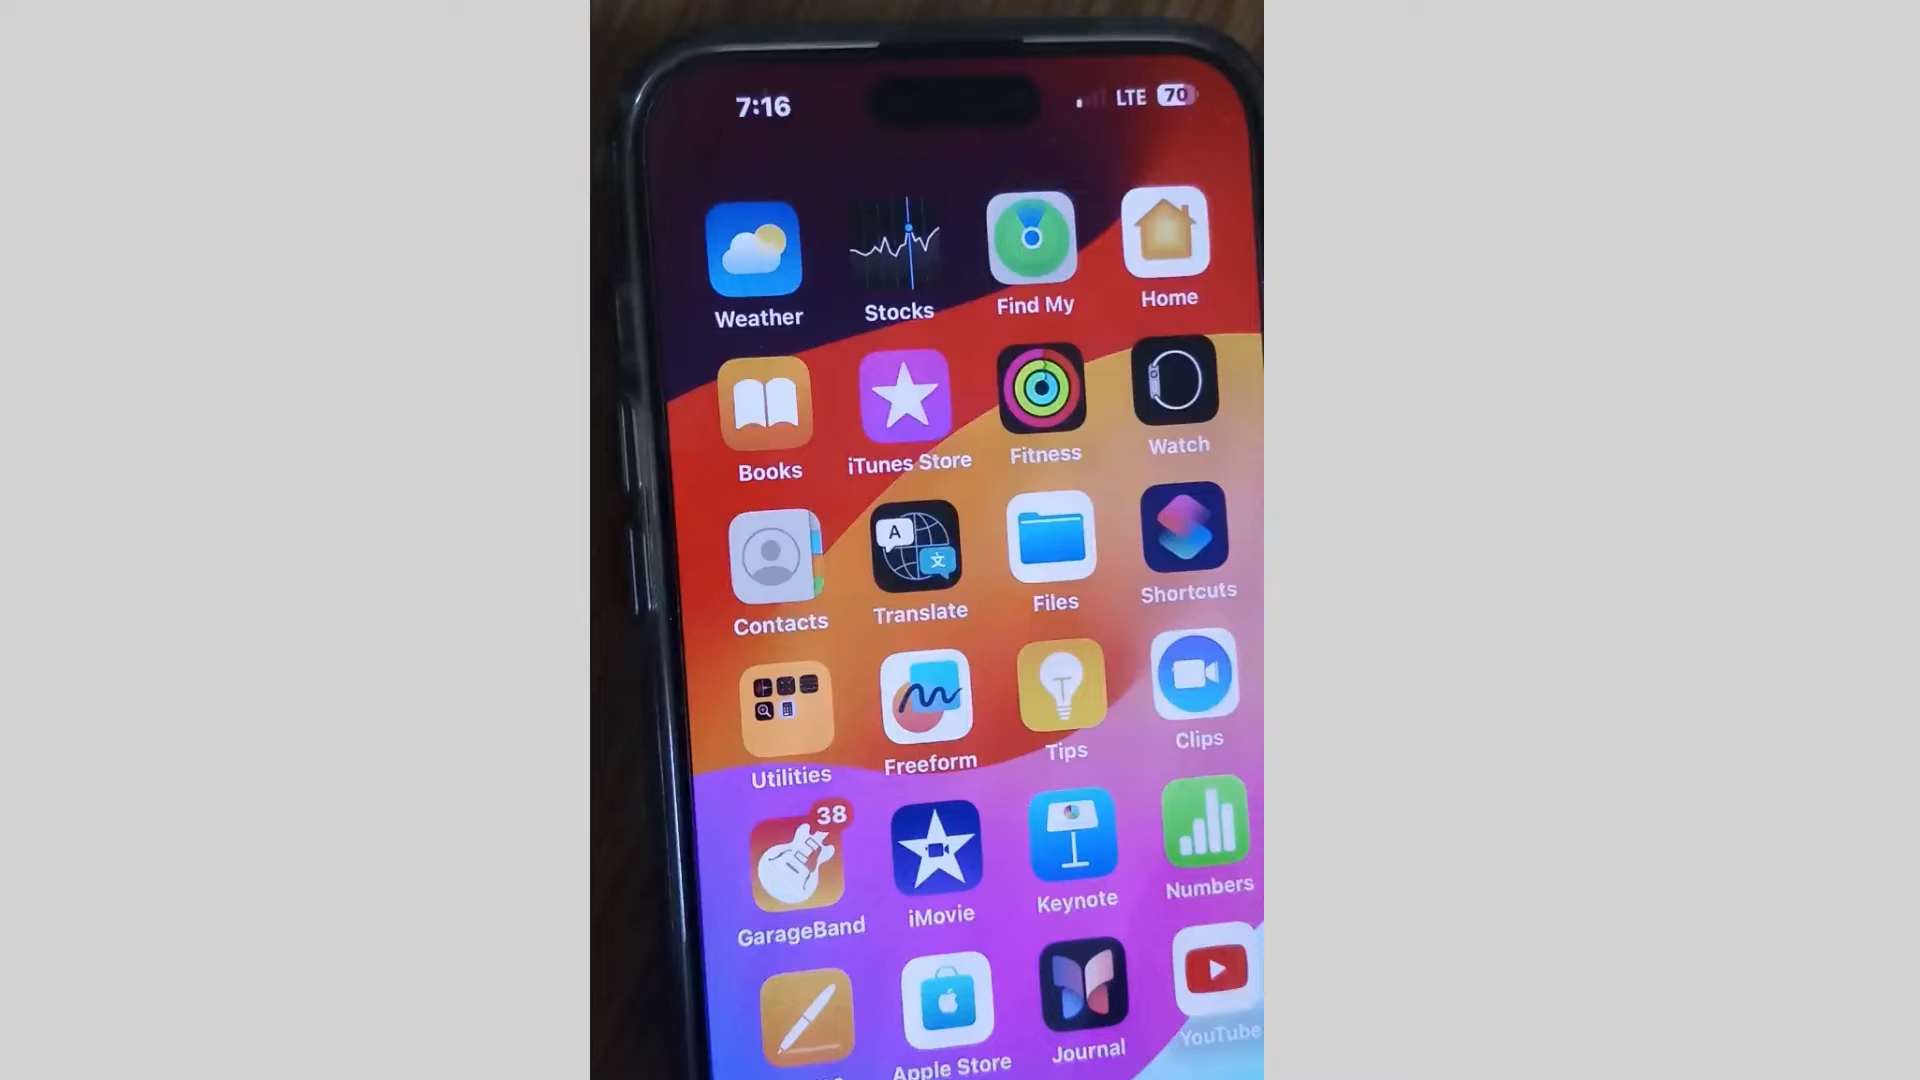 7:16 LTE 70
Weather Stocks Find My Home
Books iTunes Store Fitness Watch
A 文
Contacts Translate Files Shortcuts
Utilities Freeform Tips Clips
38
GarageBand iMovie Keynote Numbers
Apple Store Journal YouTube